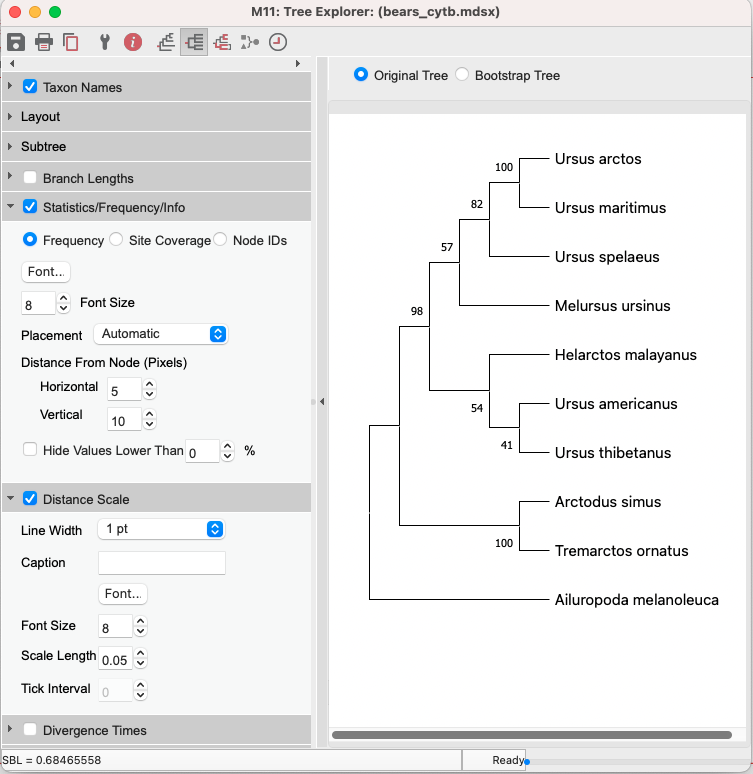 M11: Tree Explorer: (bears_cytb.mdsx)
Taxon Names
Layout
Subtree
Branch Lengths
Statistics/Frequency/Info
Frequency Site Coverage Node IDs
Font...
8 Font Size
Placement Automatic
Distance From Node (Pixels)
Horizontal 5
Vertical 10
Hide Values Lower Than 0 %
Distance Scale
Line Width 1 pt
Caption
Font...
Font Size 8
Scale Length 0.05
Tick Interval 0
Divergence Times
SBL = 0.68465558
Ready
Original Tree Bootstrap Tree
100 Ursus arctos
Ursus maritimus
82
Ursus spelaeus
57
Melursus ursinus
98
Helarctos malayanus
54 Ursus americanus
41 Ursus thibetanus
Arctodus simus
100 Tremarctos ornatus
Ailuropoda melanoleuca